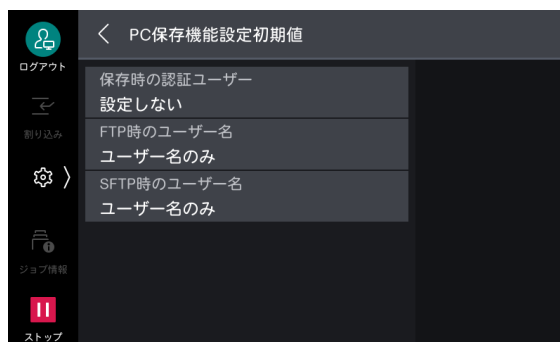 PC保存機能設定初期値
ログアウト
保存時の認証ユーザー
設定しない
割り込み
FTP時のユーザー名
ユーザー名のみ
SFTP時のユーザー名
ユーザー名のみ
ジョブ情報
ストップ